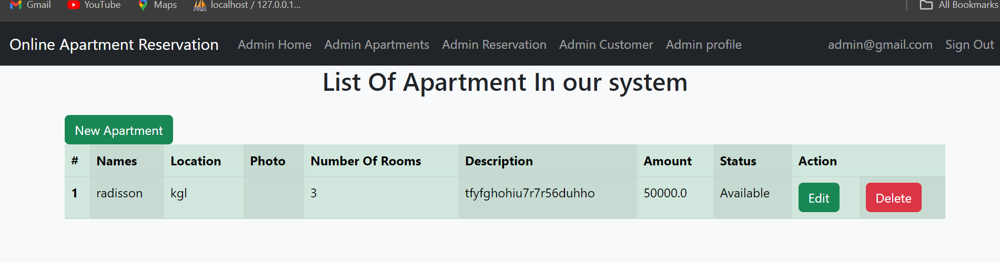 Gmail YouTube Maps localhost / 127.0.0.1... All Bookmarks
Online Apartment Reservation Admin Home Admin Apartments Admin Reservation Admin Customer Admin profile admin@gmail.com Sign Out
List Of Apartment In our system
New Apartment
# Names Location Photo Number Of Rooms Description Amount Status Action
1 radisson kgl 3 tfyfghohiu7r7r56duhho 50000.0 Available Edit Delete